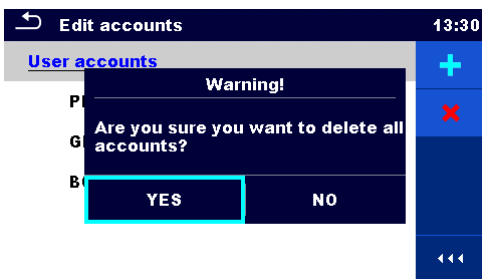 Edit accounts 13:30
User accounts
Warning!
Are you sure you want to delete all
accounts?
YES NO